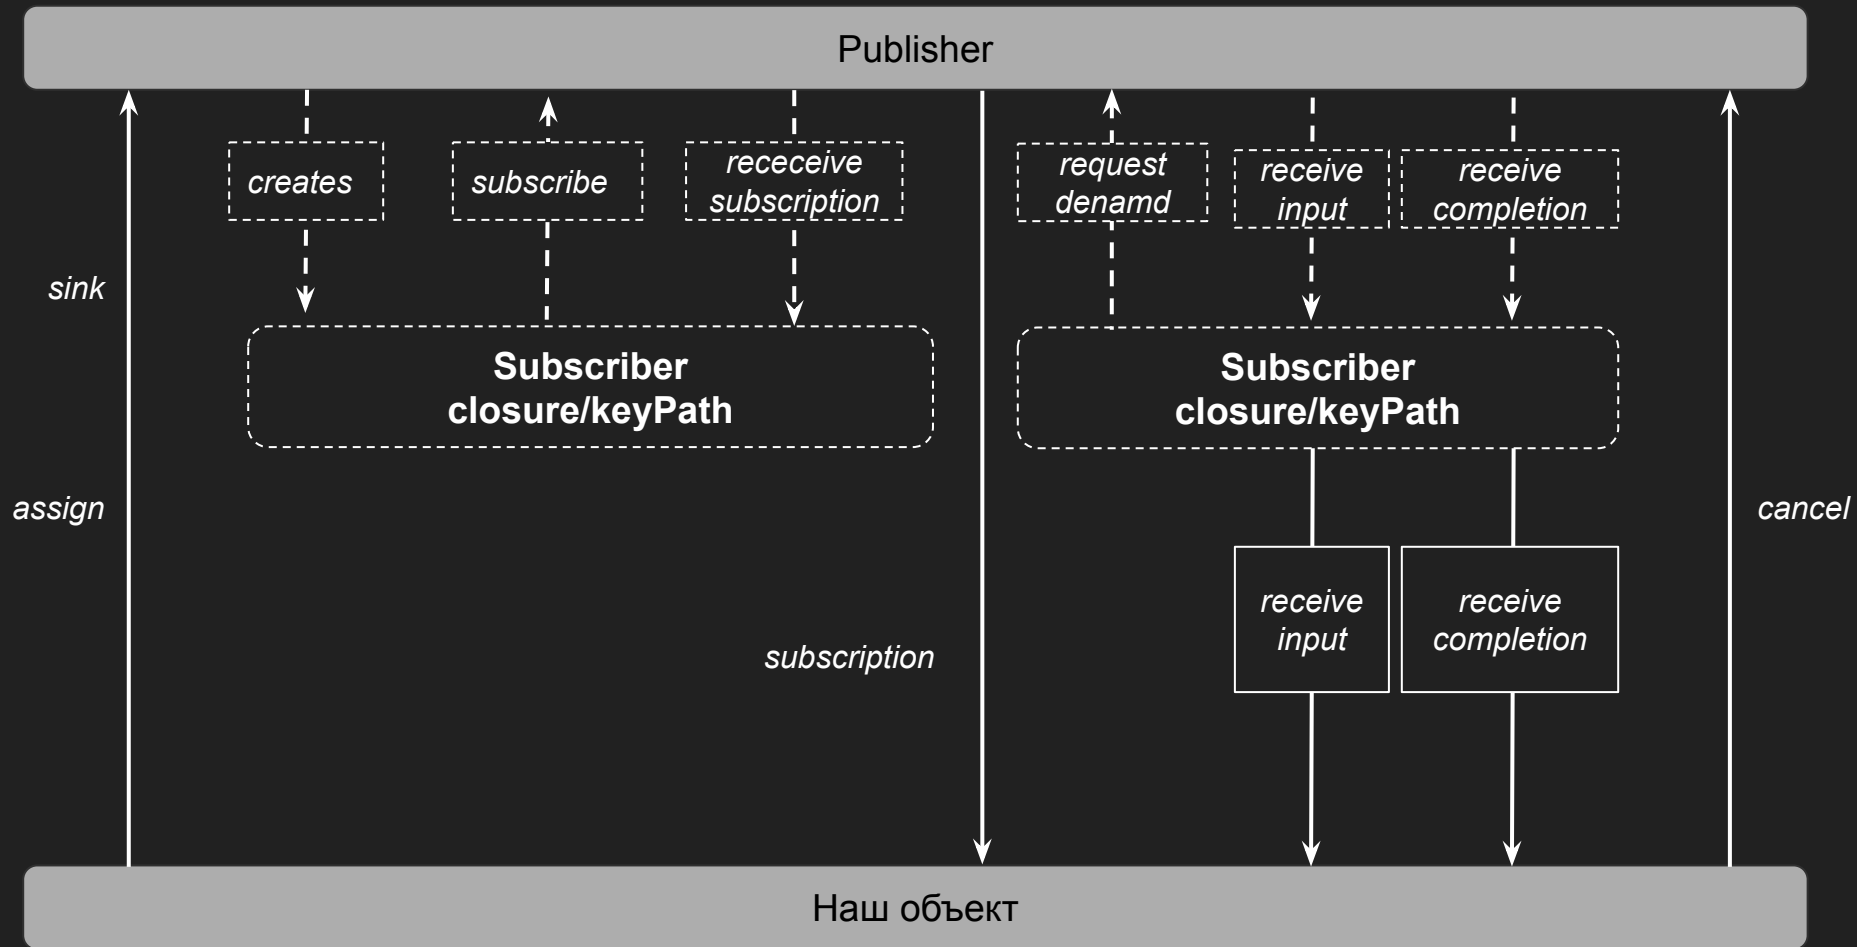 Publisher
creates
subscribe
receceive
subscription
request
denamd
receive
input
receive
completion
sink
Subscriber
closure/keyPath
Subscriber
closure/keyPath
assign
cancel
receive
input
receive
completion
subscription
Наш объект